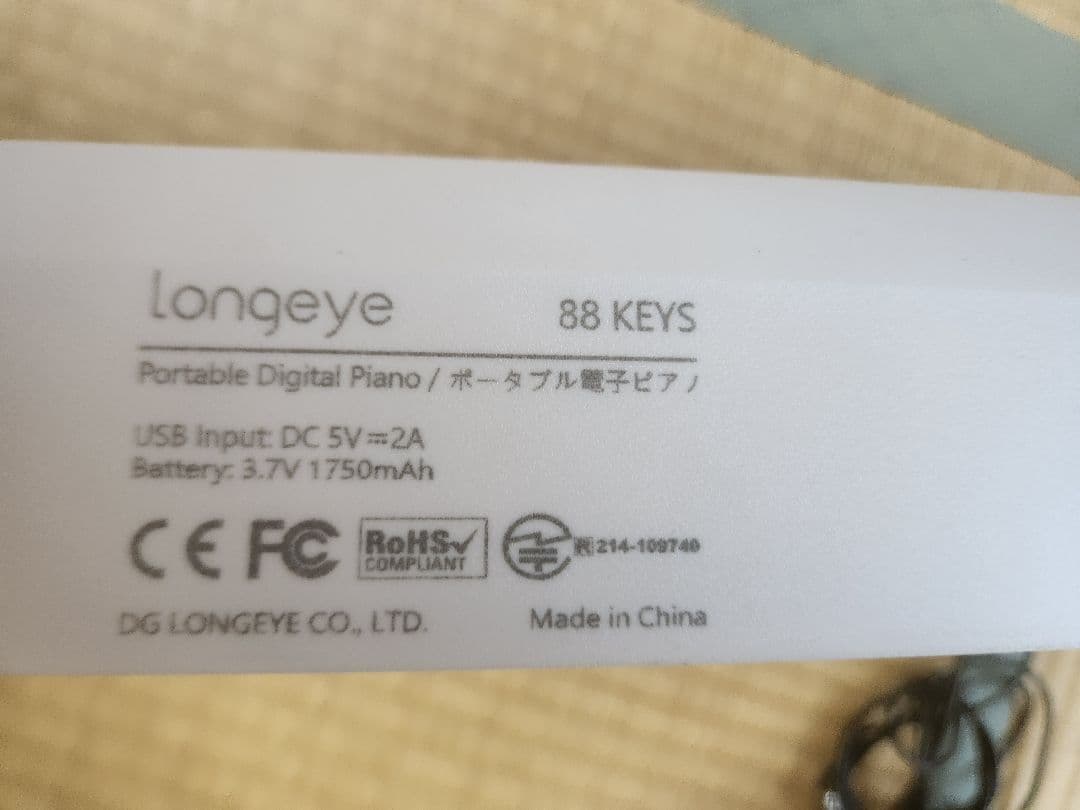 Longeye 88 KEYS
Portable Digital Piano / ポータブル電子ピアノ
USB Input: DC 5V⎓2A
Battery: 3.7V 1750mAh
CE FC RoHS COMPLIANT R 214-109740
DG LONGEYE CO., LTD. Made in China